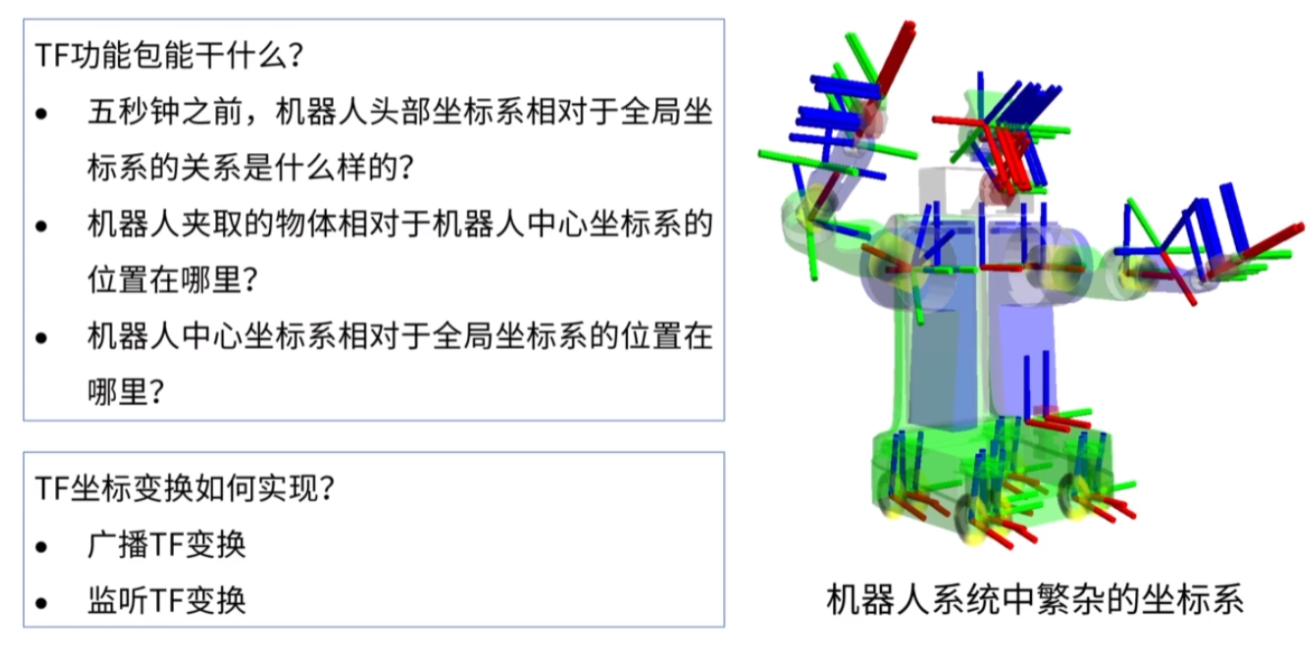 TF功能包能干什么？
● 五秒钟之前，机器人头部坐标系相对于全局坐
标系的关系是什么样的？
● 机器人夹取的物体相对于机器人中心坐标系的
位置在哪里？
● 机器人中心坐标系相对于全局坐标系的位置在
哪里？
TF坐标变换如何实现？
● 广播TF变换
● 监听TF变换
机器人系统中繁杂的坐标系